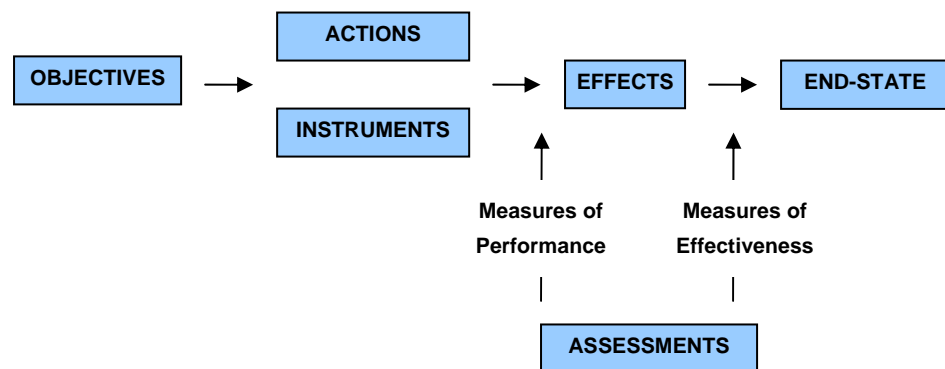 ACTIONS
OBJECTIVES
EFFECTS
END-STATE
INSTRUMENTS
Measures of
Performance
Measures of
Effectiveness
ASSESSMENTS